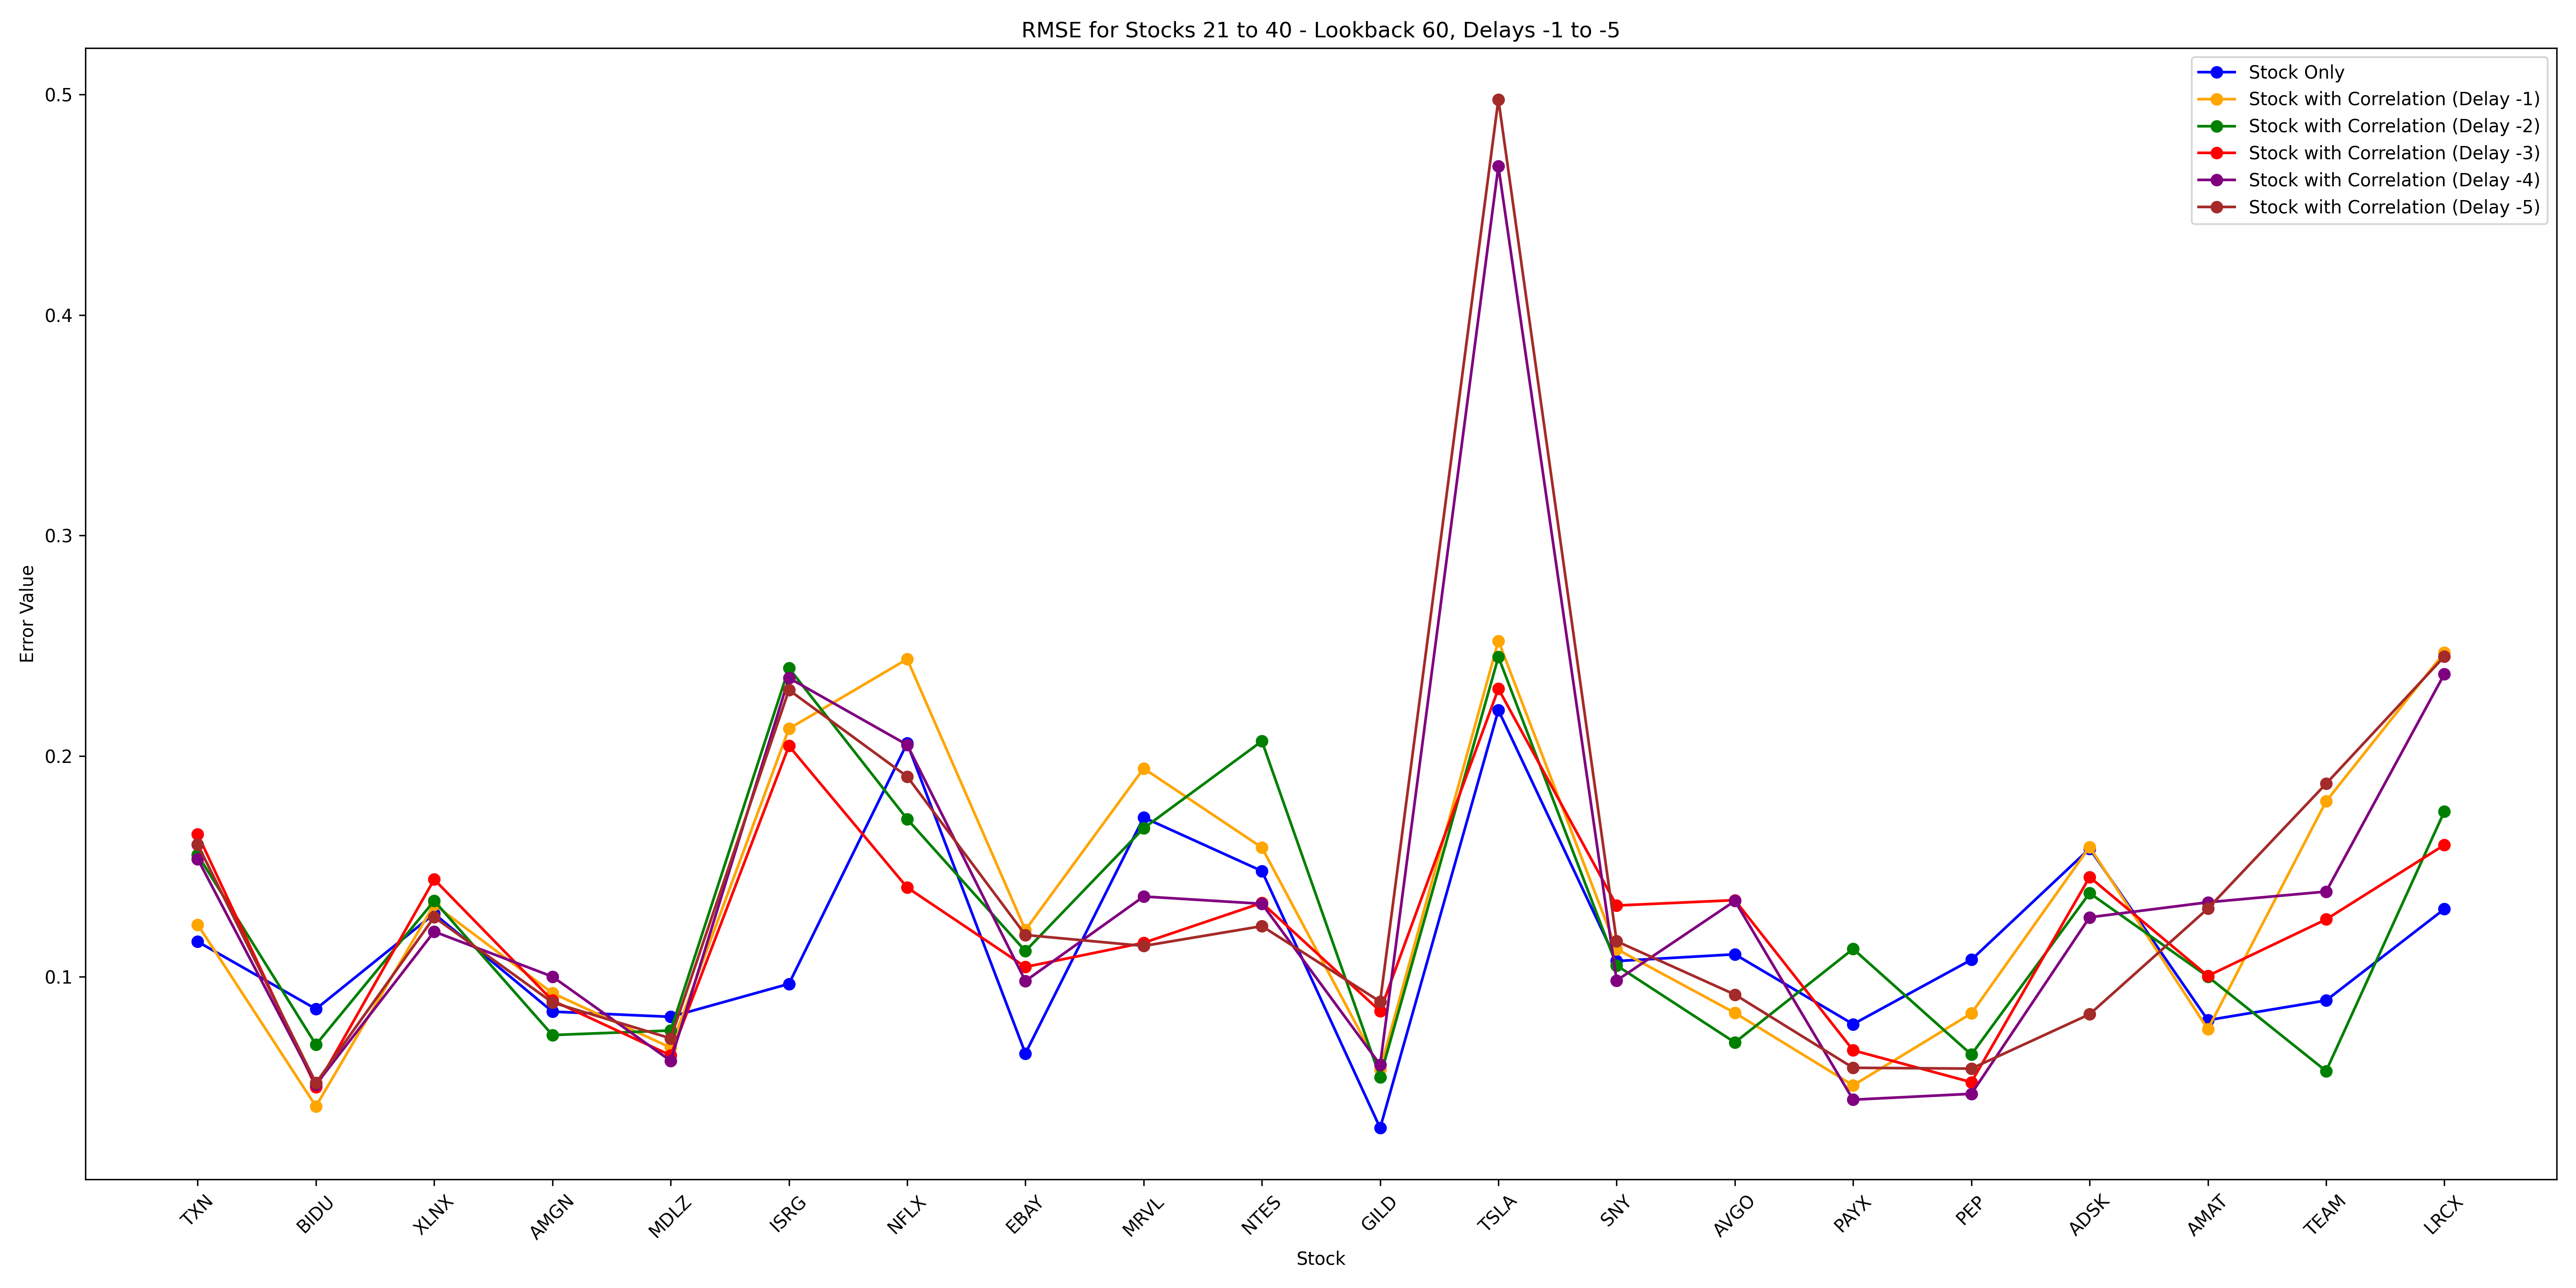 RMSE for Stocks 21 to 40 - Lookback 60, Delays -1 to -5
Stock Only
Stock with Correlation (Delay -1)
Stock with Correlation (Delay -2)
Stock with Correlation (Delay -3)
Stock with Correlation (Delay -4)
Stock with Correlation (Delay -5)
Error Value
0.5
0.4
0.3
0.2
0.1
TXN
BIDU
XLNX
AMGN
MDLZ
ISRG
NFLX
EBAY
MRVL
NTES
GILD
TSLA
SNY
AVGO
PAYX
PEP
ADSK
AMAT
TEAM
LRCX
Stock